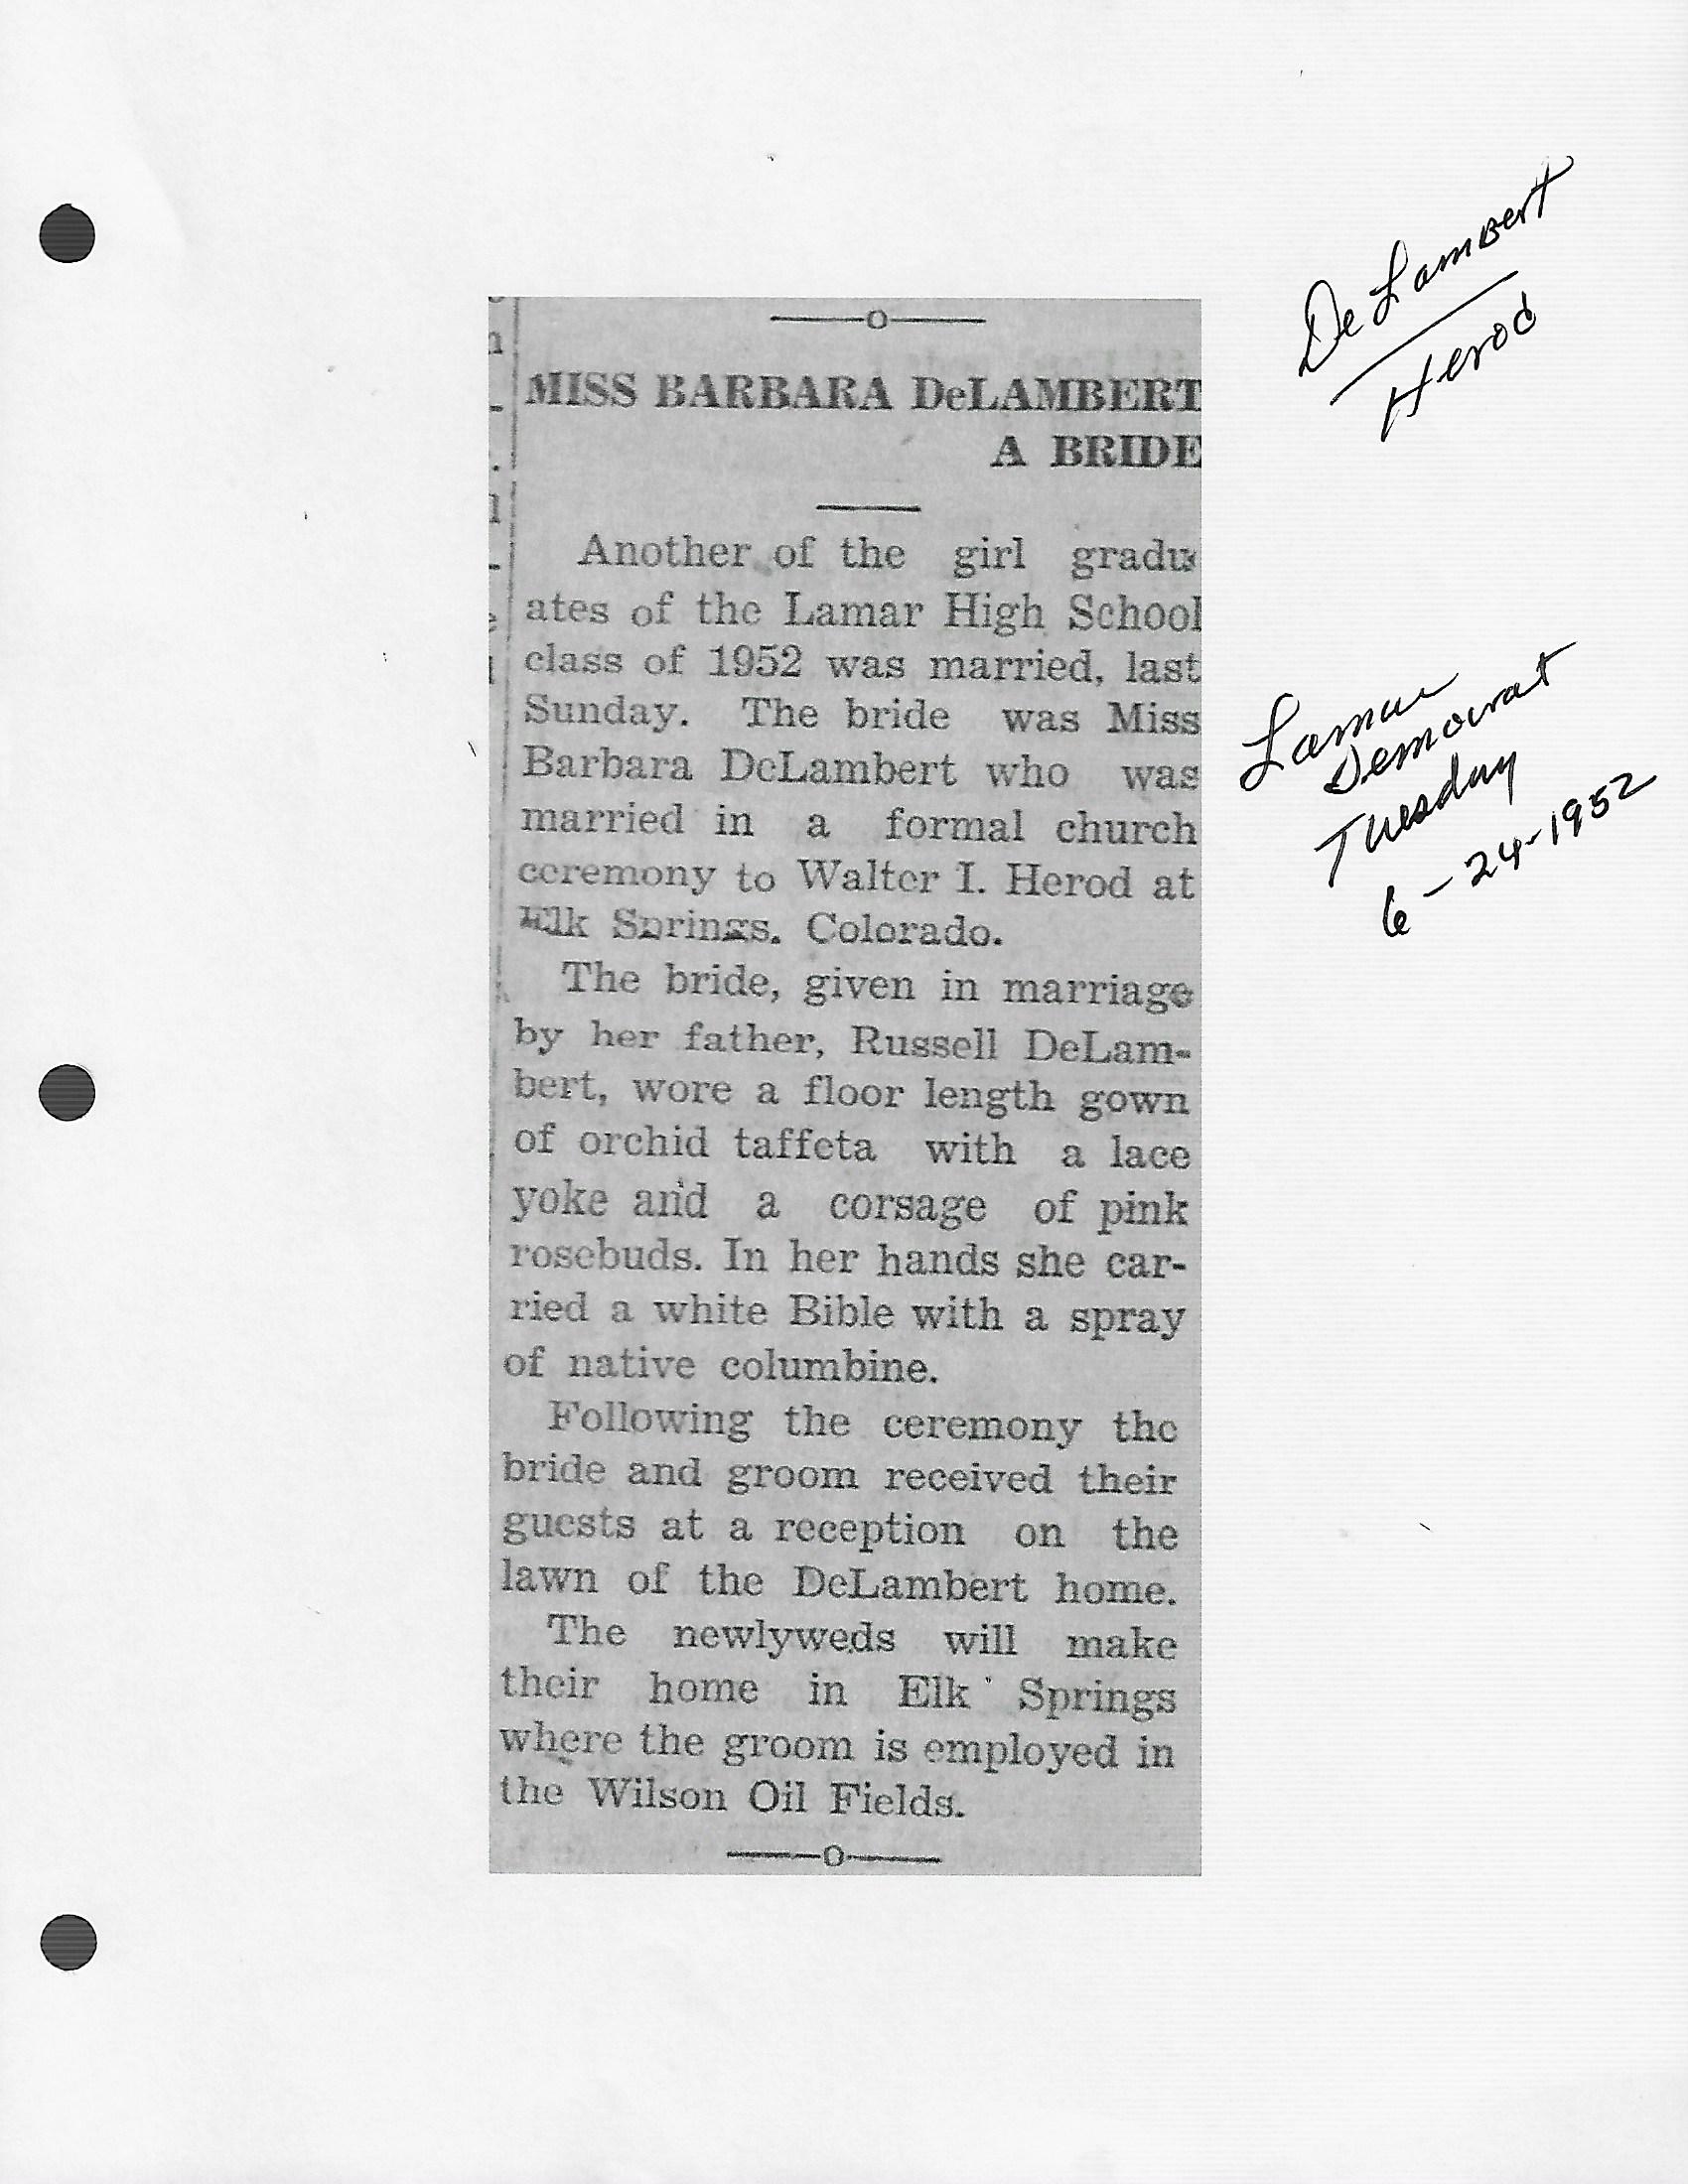 DeLambert
Herod
MISS BARBARA DeLAMBERT
A BRIDE
Another of the girl gradu
ates of the Lamar High School
class of 1952 was married, last
Sunday. The bride was Miss
Barbara DeLambert who was
married in a formal church
ceremony to Walter I. Herod at
Elk Springs, Colorado.
The bride, given in marriage
by her father, Russell DeLam-
bert, wore a floor length gown
of orchid taffeta with a lace
yoke and a corsage of pink
rosebuds. In her hands she car-
ried a white Bible with a spray
of native columbine.
Following the ceremony the
bride and groom received their
guests at a reception on the
lawn of the DeLambert home.
The newlyweds will make
their home in Elk Springs
where the groom is employed in
the Wilson Oil Fields.
Lamar
Democrat
Tuesday
6-24-1952